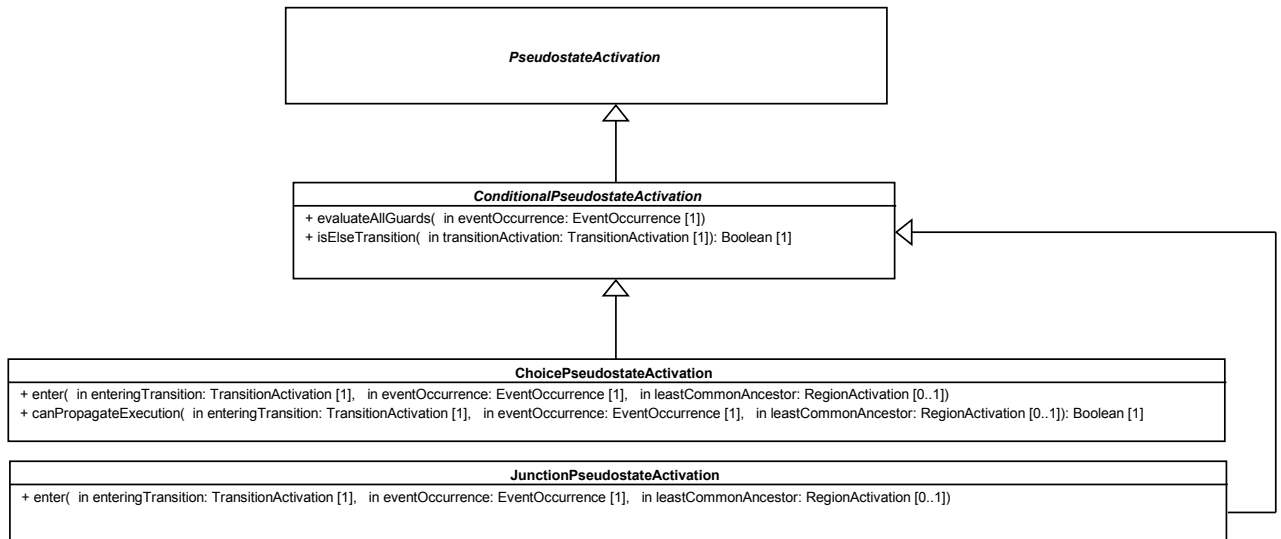 PseudostateActivation
ConditionalPseudostateActivation
+ evaluateAllGuards( in eventOccurrence: EventOccurrence [1])
+ isElseTransition( in transitionActivation: TransitionActivation [1]): Boolean [1]
ChoicePseudostateActivation
+ enter( in enteringTransition: TransitionActivation [1], in eventOccurrence: EventOccurrence [1], in leastCommonAncestor: RegionActivation [0..1])
+ canPropagateExecution( in enteringTransition: TransitionActivation [1], in eventOccurrence: EventOccurrence [1], in leastCommonAncestor: RegionActivation [0..1]): Boolean [1]
JunctionPseudostateActivation
+ enter( in enteringTransition: TransitionActivation [1], in eventOccurrence: EventOccurrence [1], in leastCommonAncestor: RegionActivation [0..1])